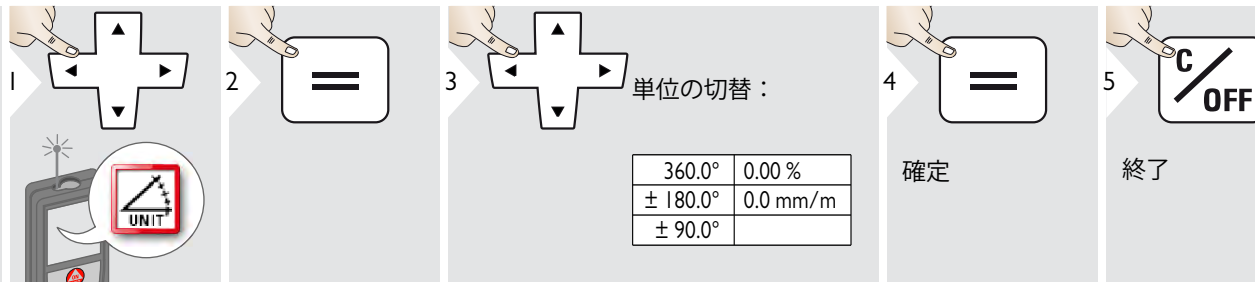 1
UNIT
ON
2
=
3
単位の切替：
360.0° 0.00 %
± 180.0° 0.0 mm/m
± 90.0°
4
=
確定
5
C/OFF
終了